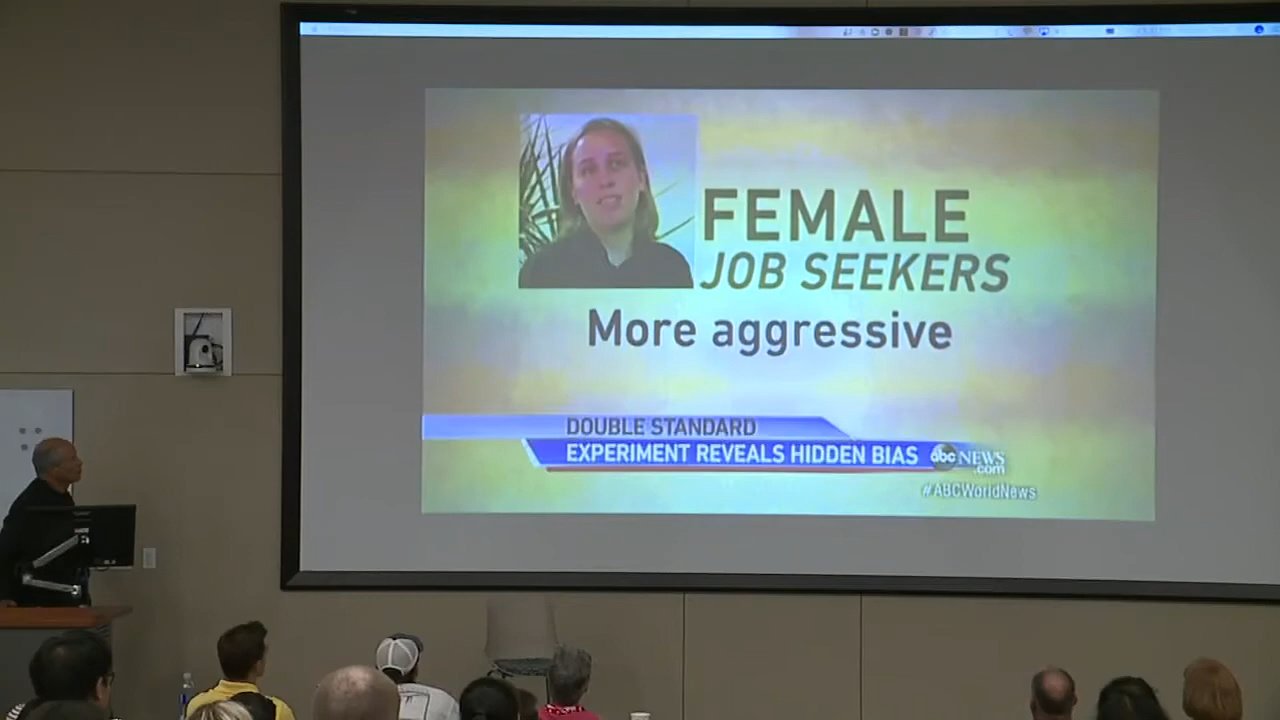 FEMALE
JOB SEEKERS
More aggressive
DOUBLE STANDARD
EXPERIMENT REVEALS HIDDEN BIAS
abc NEWS
.com
#ABCWorldNews